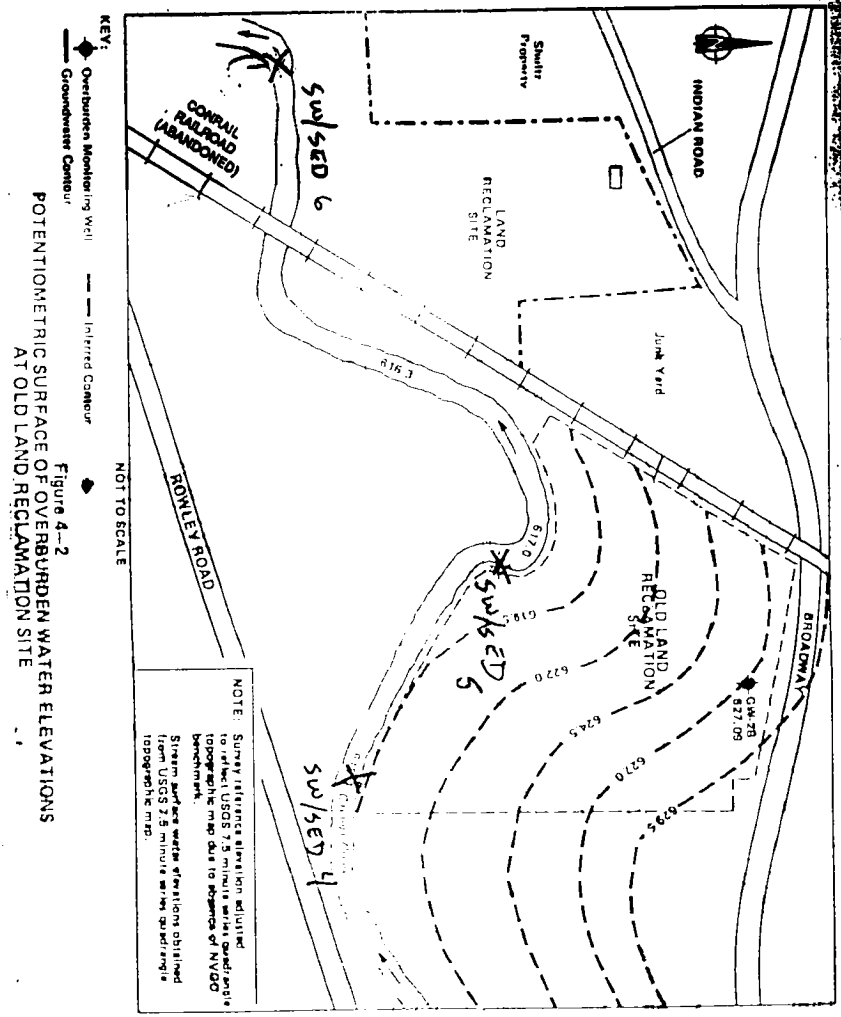 INDIAN ROAD
Shultz
Property
LAND
RECLAMATION
SITE
Junk Yard
BROADWAY
GW-2B
627.09
OLD LAND
RECLAMATION
SITE
629.5
627.0
624.5
622.0
619.5
617.0
616.3
SW/SED 6
SW/SED 5
SW/SED 4
CONRAIL
RAILROAD
(ABANDONED)
ROWLEY ROAD
NOTE: Survey reference elevation adjusted
to reflect USGS 7.5 minute series quadrangle
topographic map due to absence of NVGD
benchmark.
Stream surface water elevations obtained
from USGS 7.5 minute series quadrangle
topographic map.
NOT TO SCALE
KEY:
Overburden Monitoring Well
Inferred Contour
Groundwater Contour
Figure 4-2
POTENTIOMETRIC SURFACE OF OVERBURDEN WATER ELEVATIONS
AT OLD LAND RECLAMATION SITE